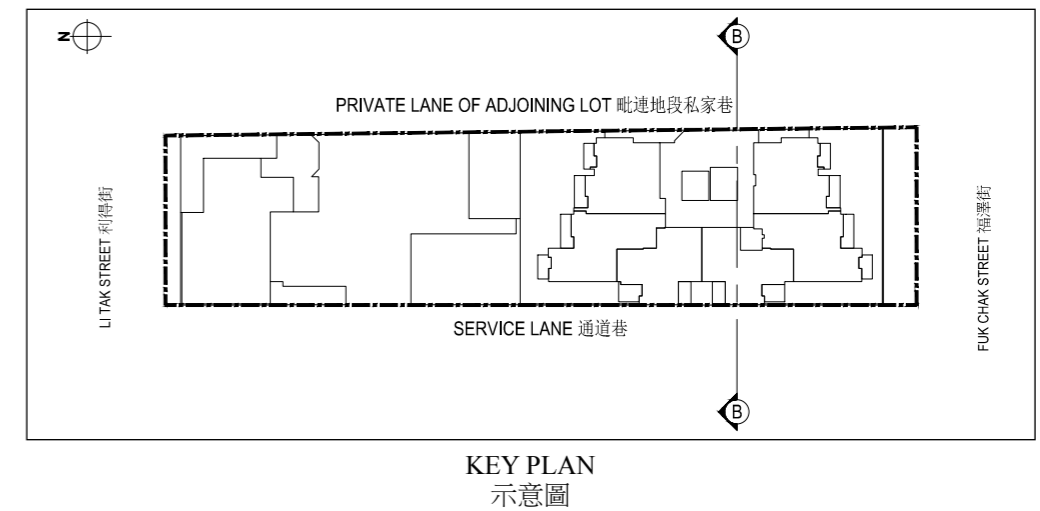 N
B
PRIVATE LANE OF ADJOINING LOT 毗連地段私家巷
LI TAK STREET 利得街
FUK CHAK STREET 福澤街
SERVICE LANE 通道巷
B
KEY PLAN
示意圖